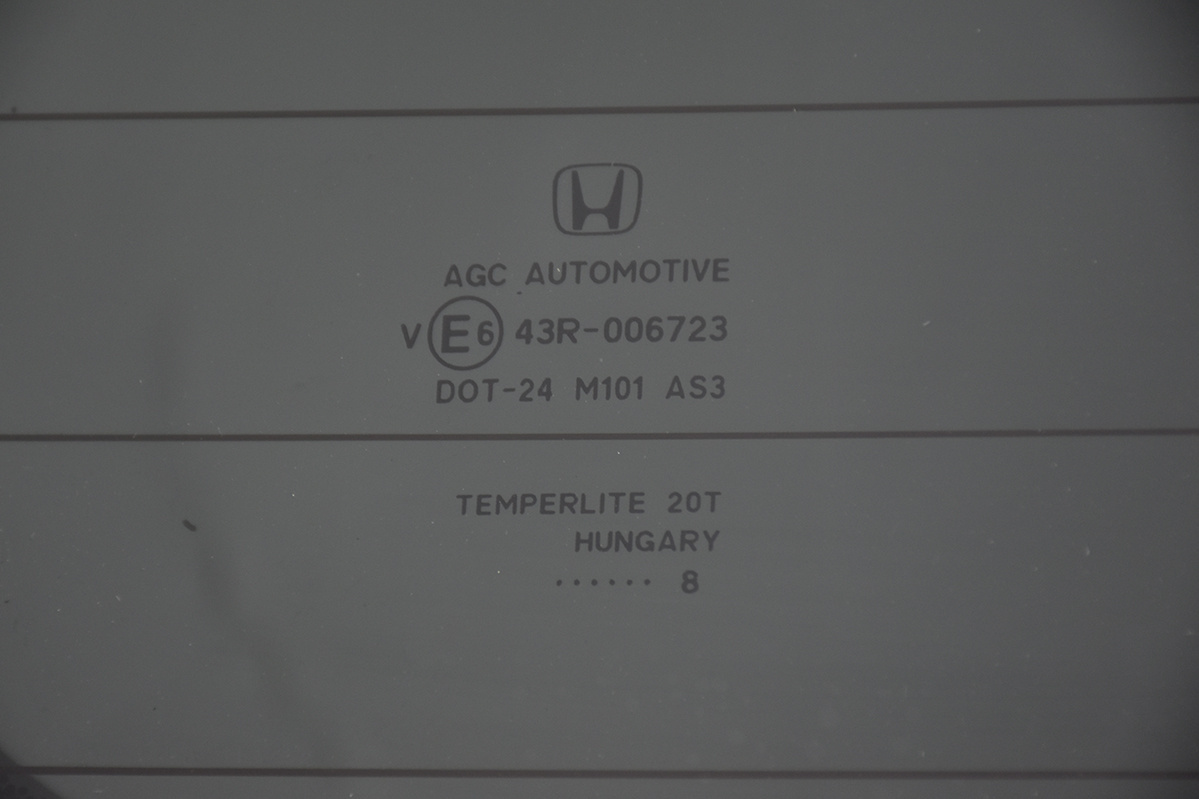 AGC AUTOMOTIVE
V E6 43R-006723
DOT-24 M101 AS3
TEMPERLITE 20T
HUNGARY
...... 8